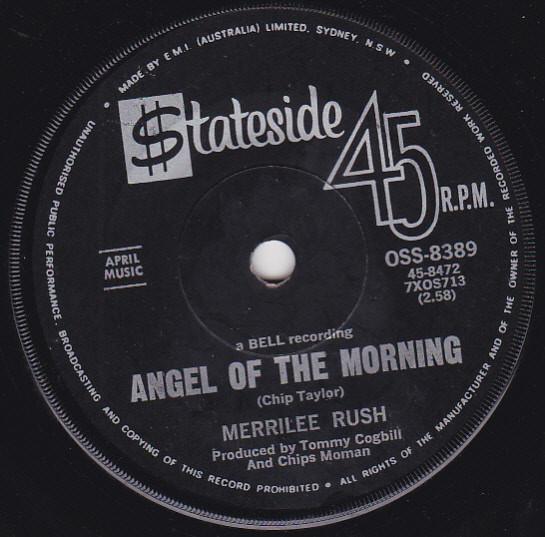 MADE BY E.M.I. (AUSTRALIA) LIMITED, SYDNEY, N.S.W. • UNAUTHORISED PUBLIC PERFORMANCE, BROADCASTING AND COPYING OF THIS RECORD PROHIBITED • ALL RIGHTS OF THE MANUFACTURER AND OF THE OWNER OF THE RECORDED WORK RESERVED •
$tateside
45 R.P.M.
APRIL
MUSIC
OSS-8389
45-8472
7XOS713
(2.58)
a BELL recording
ANGEL OF THE MORNING
(Chip Taylor)
MERRILEE RUSH
Produced by Tommy Cogbill
And Chips Moman